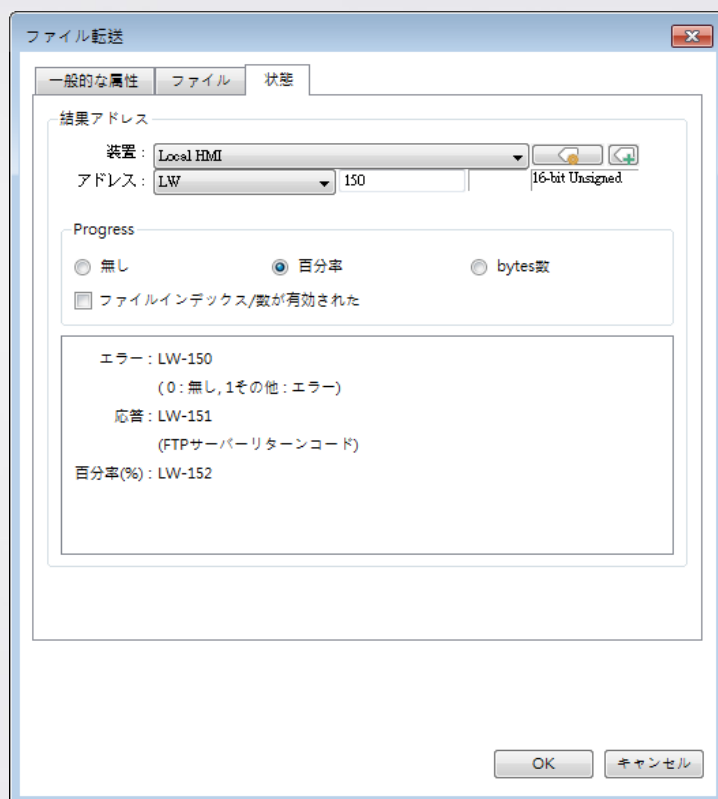 ファイル転送
一般的な属性 ファイル 状態
結果アドレス
装置 : Local HMI
アドレス : LW 150 16-bit Unsigned
Progress
無し 百分率 bytes数
ファイルインデックス/数が有効された
エラー : LW-150
( 0 : 無し, 1その他 : エラー)
応答 : LW-151
(FTPサーバーリターンコード)
百分率(%) : LW-152
OK キャンセル